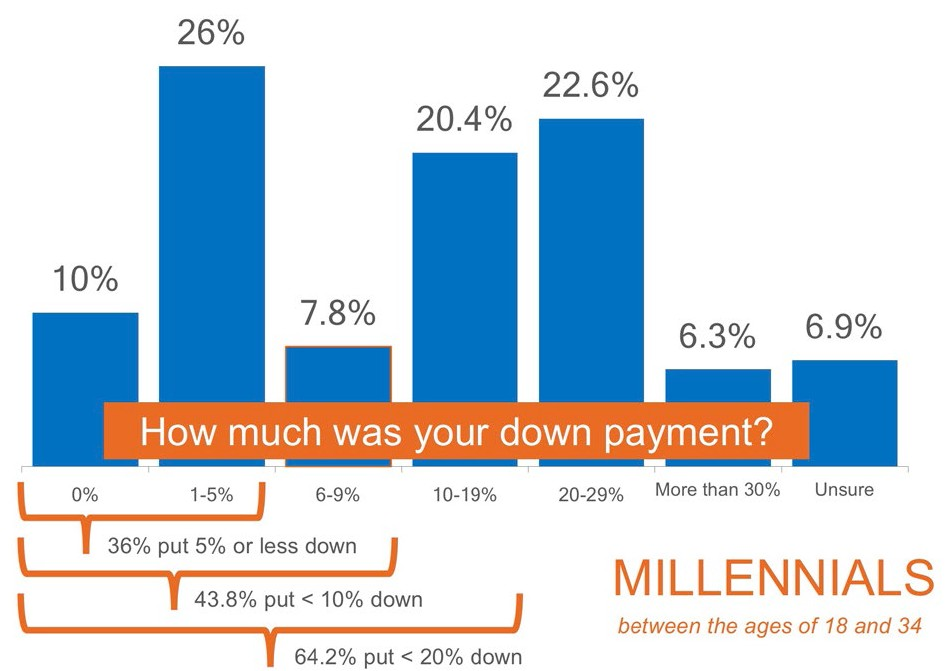 26%
22.6%
20.4%
10%
7.8%
6.3%
6.9%
How much was your down payment?
0%
1-5%
6-9%
10-19%
20-29%
More than 30%
Unsure
36% put 5% or less down
43.8% put < 10% down
64.2% put < 20% down
MILLENNIALS
between the ages of 18 and 34